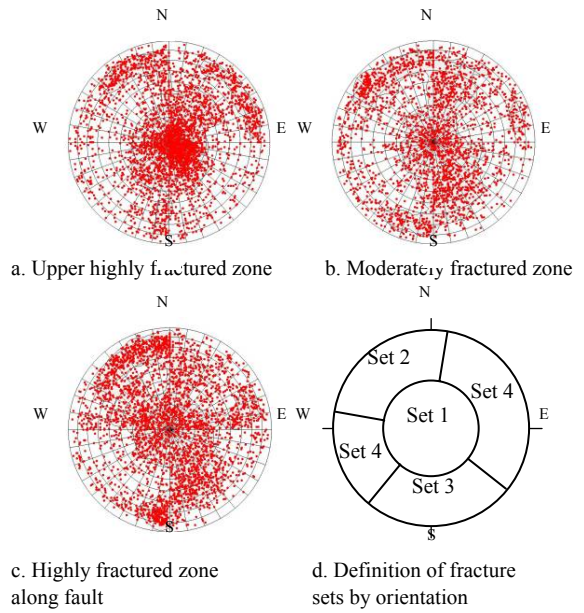 N
N
W
E
W
E
S
S
a. Upper highly fractured zone
b. Moderately fractured zone
N
N
W
E
W
E
Set 2
Set 4
Set 1
Set 4
Set 3
S
S
c. Highly fractured zone
along fault
d. Definition of fracture
sets by orientation